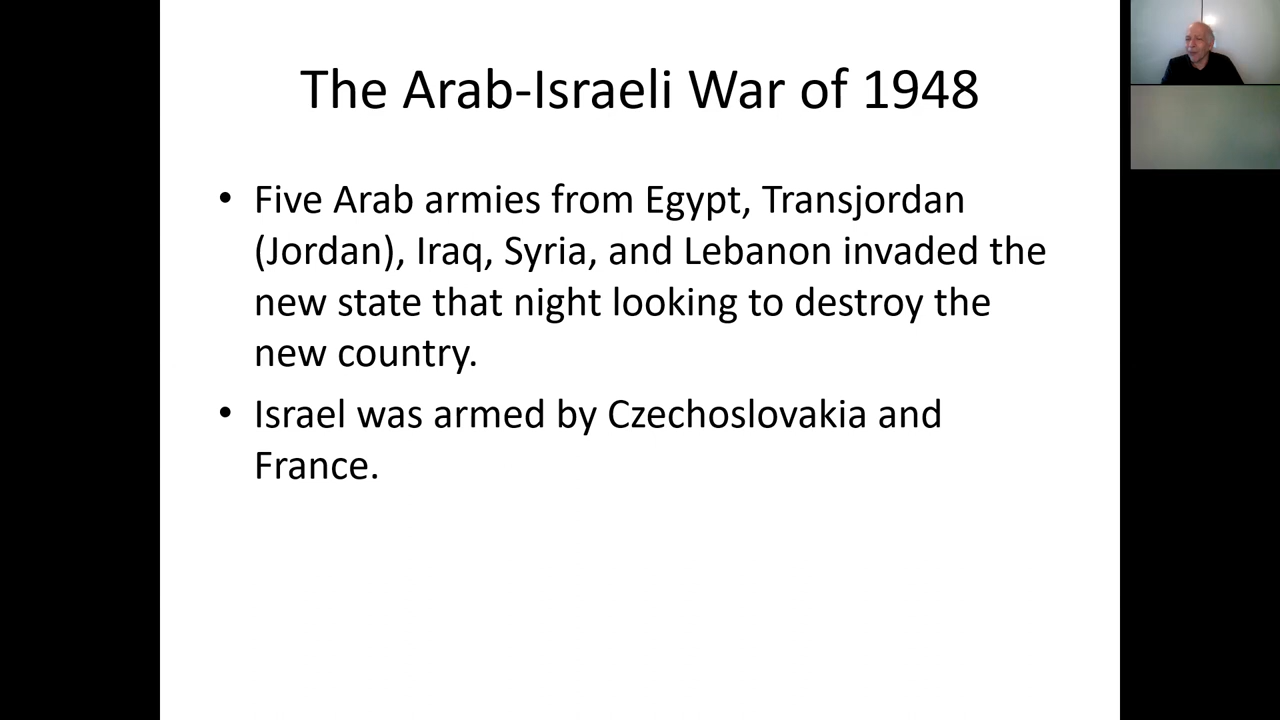 The Arab-Israeli War of 1948
• Five Arab armies from Egypt, Transjordan
(Jordan), Iraq, Syria, and Lebanon invaded the
new state that night looking to destroy the
new country.
• Israel was armed by Czechoslovakia and
France.